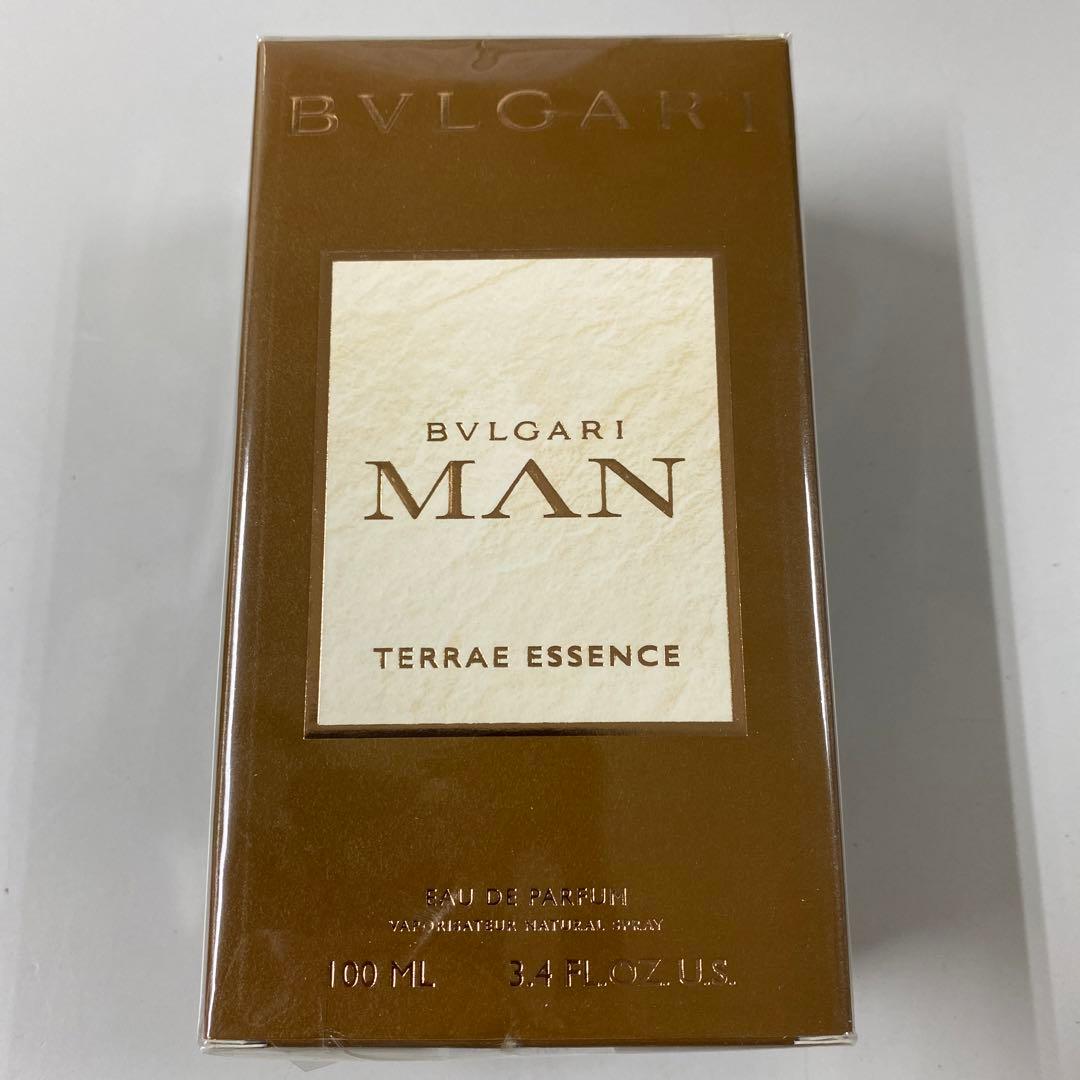 BVLGARI
BVLGARI
MAN
TERRAE ESSENCE
EAU DE PARFUM
VAPORISATEUR NATURAL SPRAY
100 ML 3.4 FL.OZ. U.S.